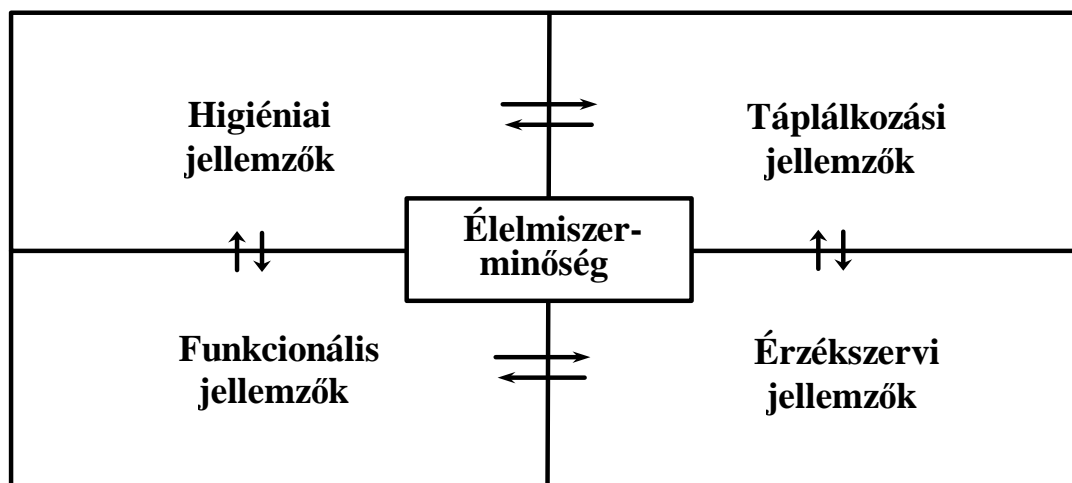 Higiéniai
jellemzők
Táplálkozási
jellemzők
Élelmiszer-
minőség
Funkcionális
jellemzők
Érzékszervi
jellemzők